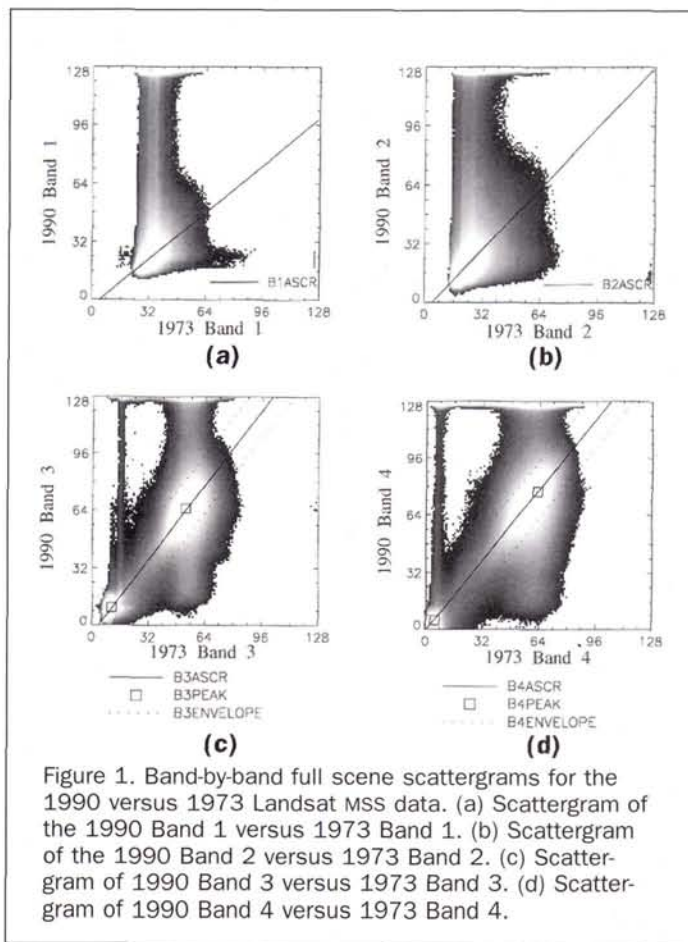 128
96
64
32
0
1990 Band 1
0 32 64 96 128
1973 Band 1
B1ASCR
(a)
128
96
64
32
0
1990 Band 2
0 32 64 96 128
1973 Band 2
B2ASCR
(b)
128
96
64
32
0
1990 Band 3
0 32 64 96 128
1973 Band 3
B3ASCR
B3PEAK
B3ENVELOPE
(c)
128
96
64
32
0
1990 Band 4
0 32 64 96 128
1973 Band 4
B4ASCR
B4PEAK
B4ENVELOPE
(d)
Figure 1. Band-by-band full scene scattergrams for the
1990 versus 1973 Landsat MSS data. (a) Scattergram of
the 1990 Band 1 versus 1973 Band 1. (b) Scattergram
of the 1990 Band 2 versus 1973 Band 2. (c) Scatter-
gram of 1990 Band 3 versus 1973 Band 3. (d) Scatter-
gram of 1990 Band 4 versus 1973 Band 4.